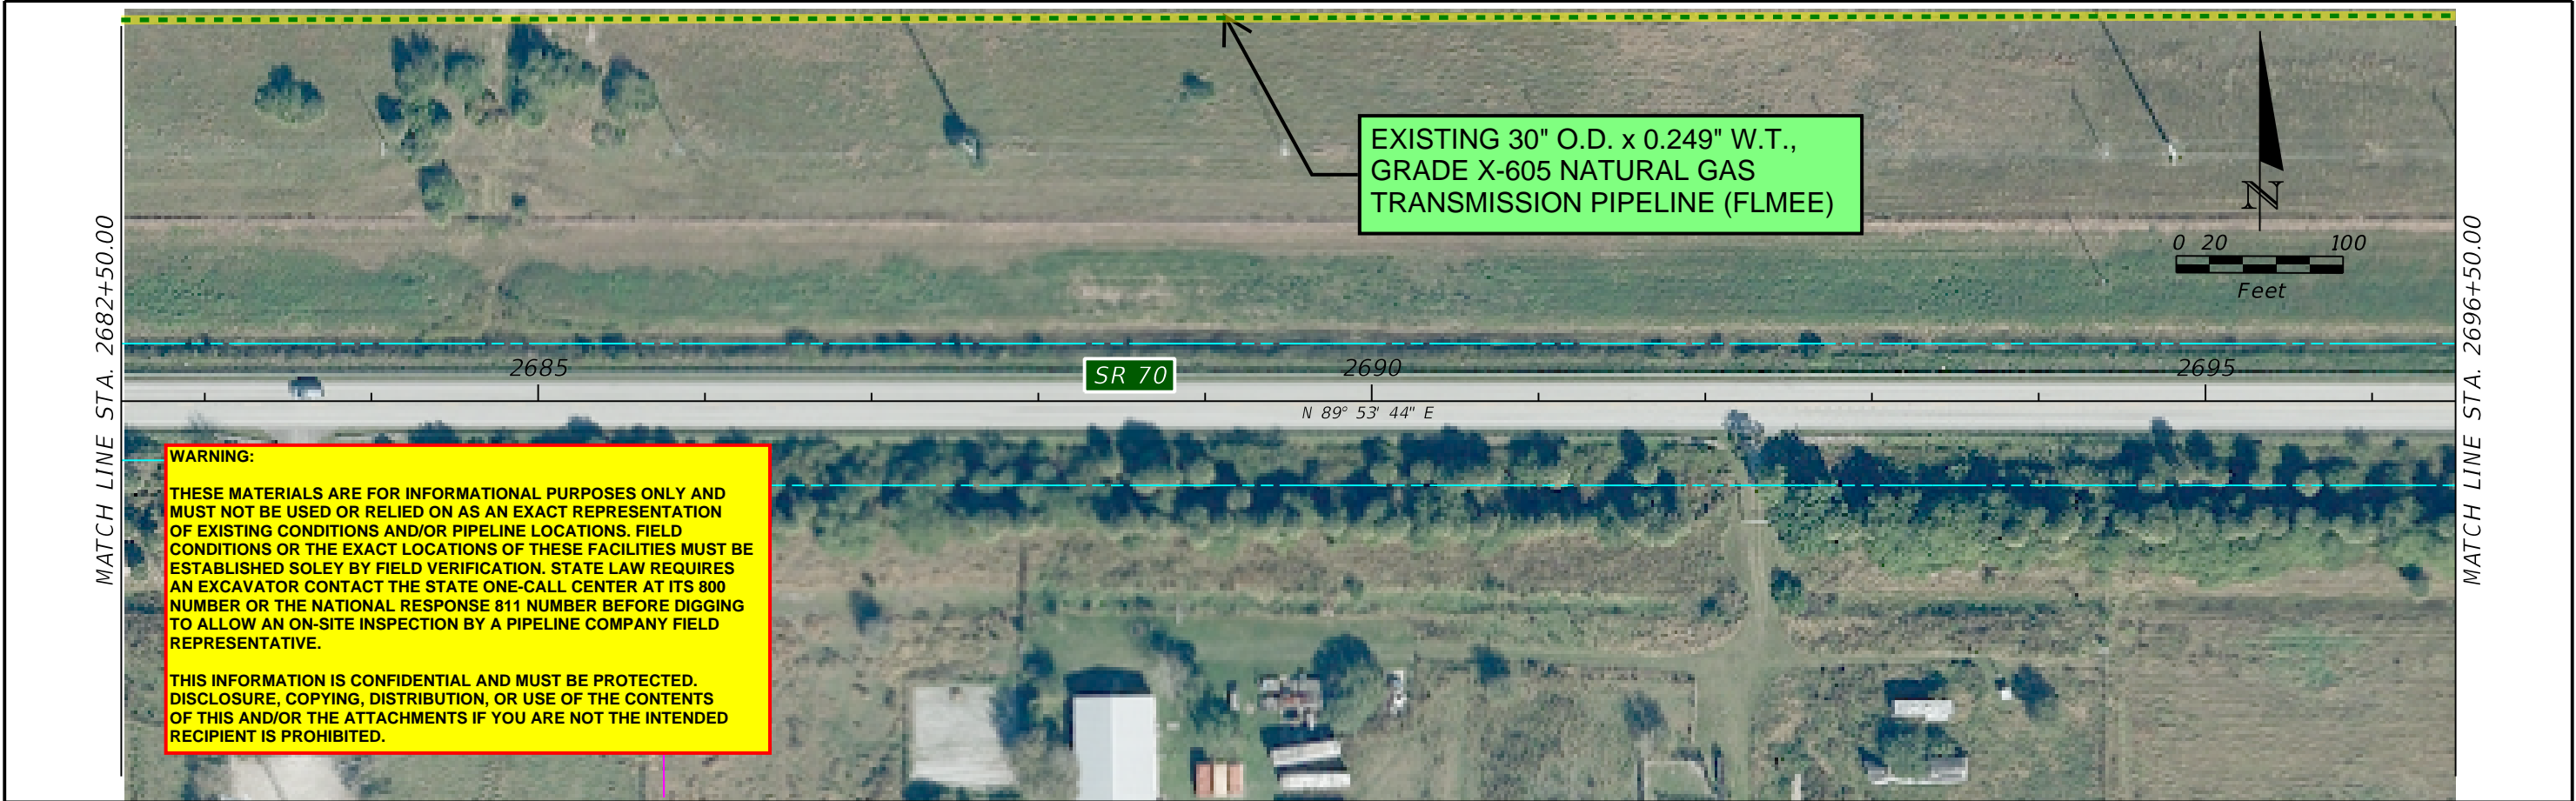 EXISTING 30" O.D. x 0.249" W.T.,
GRADE X-605 NATURAL GAS
TRANSMISSION PIPELINE (FLMEE)
N
0 20 100
Feet
MATCH LINE STA. 2682+50.00
MATCH LINE STA. 2696+50.00
2685
SR 70
2690
2695
N 89° 53' 44" E
WARNING:
THESE MATERIALS ARE FOR INFORMATIONAL PURPOSES ONLY AND
MUST NOT BE USED OR RELIED ON AS AN EXACT REPRESENTATION
OF EXISTING CONDITIONS AND/OR PIPELINE LOCATIONS. FIELD
CONDITIONS OR THE EXACT LOCATIONS OF THESE FACILITIES MUST BE
ESTABLISHED SOLEY BY FIELD VERIFICATION. STATE LAW REQUIRES
AN EXCAVATOR CONTACT THE STATE ONE-CALL CENTER AT ITS 800
NUMBER OR THE NATIONAL RESPONSE 811 NUMBER BEFORE DIGGING
TO ALLOW AN ON-SITE INSPECTION BY A PIPELINE COMPANY FIELD
REPRESENTATIVE.
THIS INFORMATION IS CONFIDENTIAL AND MUST BE PROTECTED.
DISCLOSURE, COPYING, DISTRIBUTION, OR USE OF THE CONTENTS
OF THIS AND/OR THE ATTACHMENTS IF YOU ARE NOT THE INTENDED
RECIPIENT IS PROHIBITED.